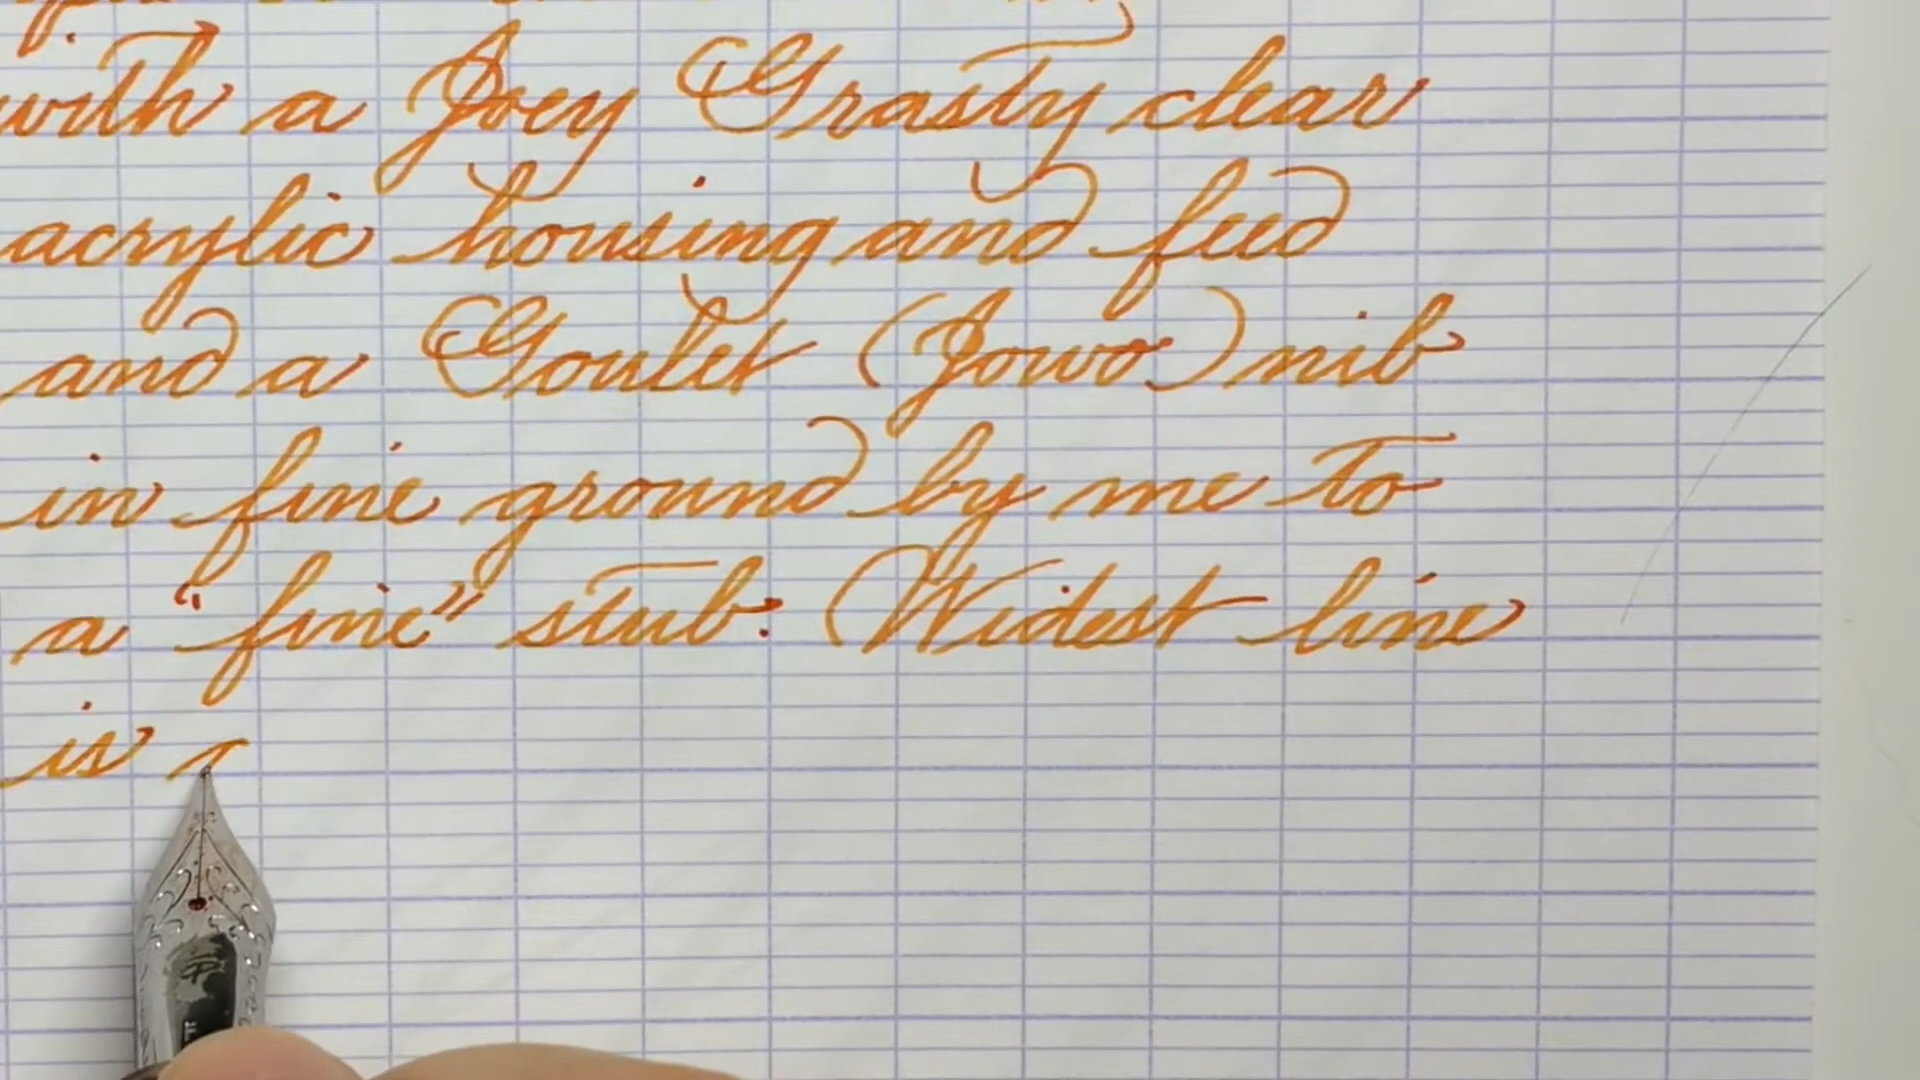 with a Joey Grasty clear
acrylic housing and feed
and a Goulet (Jowo) nib
in fine ground by me to
a "fine" stub. Widest line
is